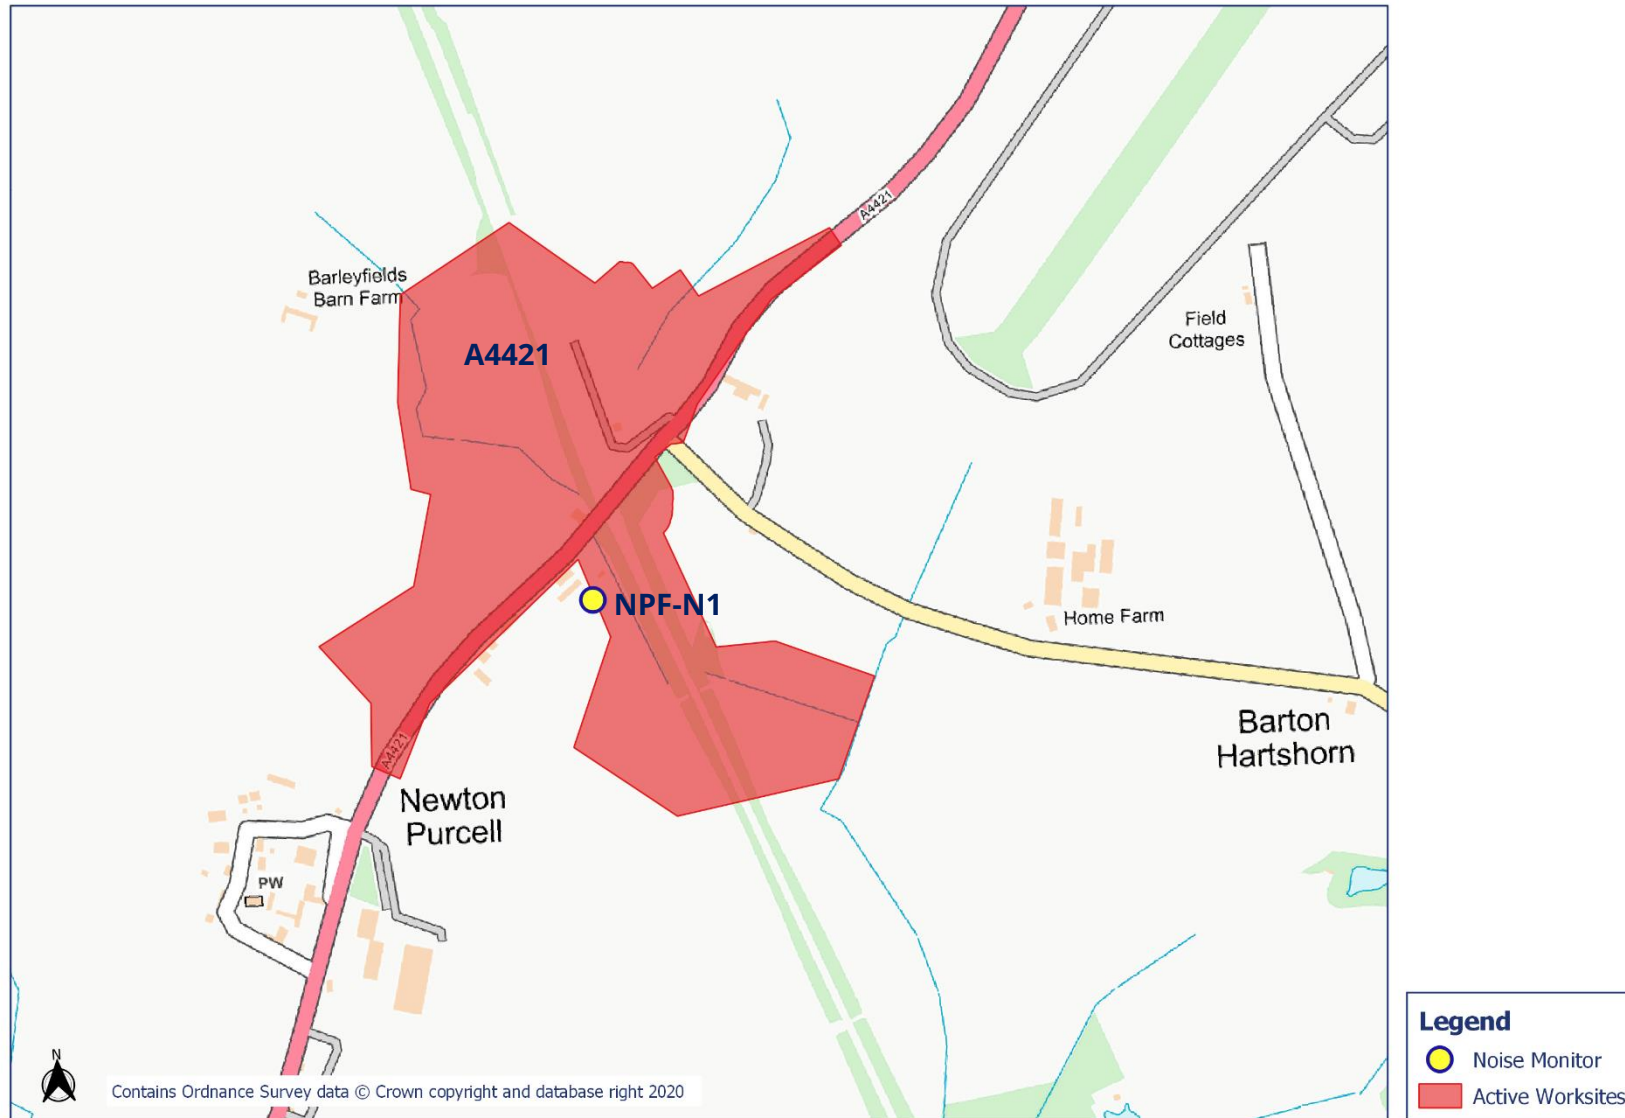 A4421
Barleyfields
Barn Farm
A4421
Field
Cottages
NPF-N1
Home Farm
Barton
Hartshorn
A4421
Newton
Purcell
PW
N
Contains Ordnance Survey data © Crown copyright and database right 2020
Legend
Noise Monitor
Active Worksites